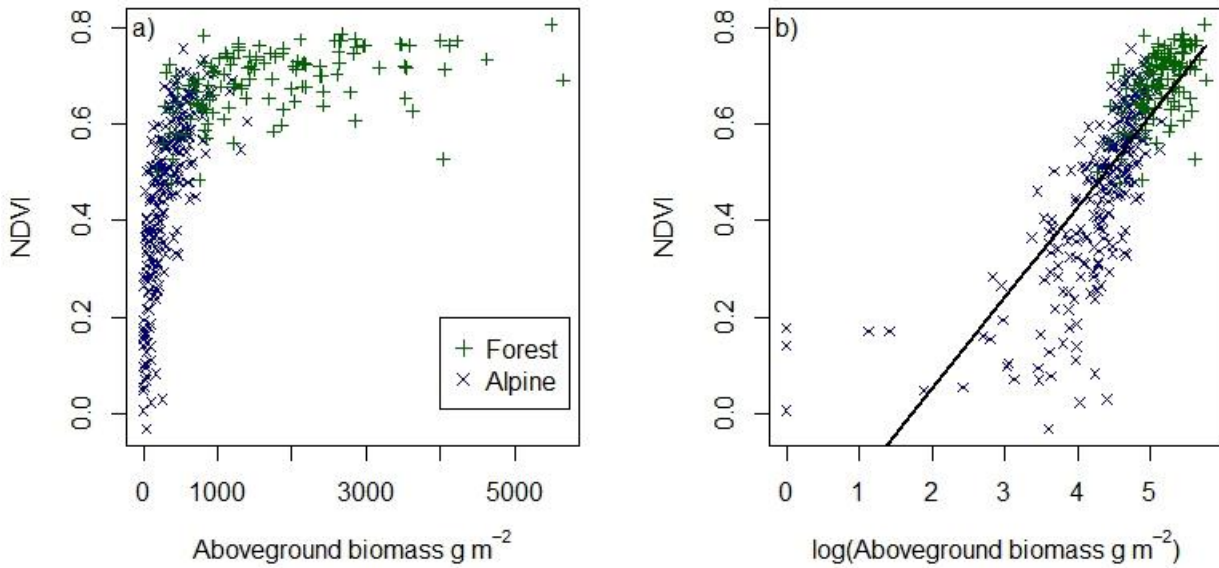 a)
NDVI
0.8
0.6
0.4
0.2
0.0
Forest
Alpine
0 1000 3000 5000
Aboveground biomass g m⁻²
b)
NDVI
0.8
0.6
0.4
0.2
0.0
0 1 2 3 4 5
log(Aboveground biomass g m⁻²)